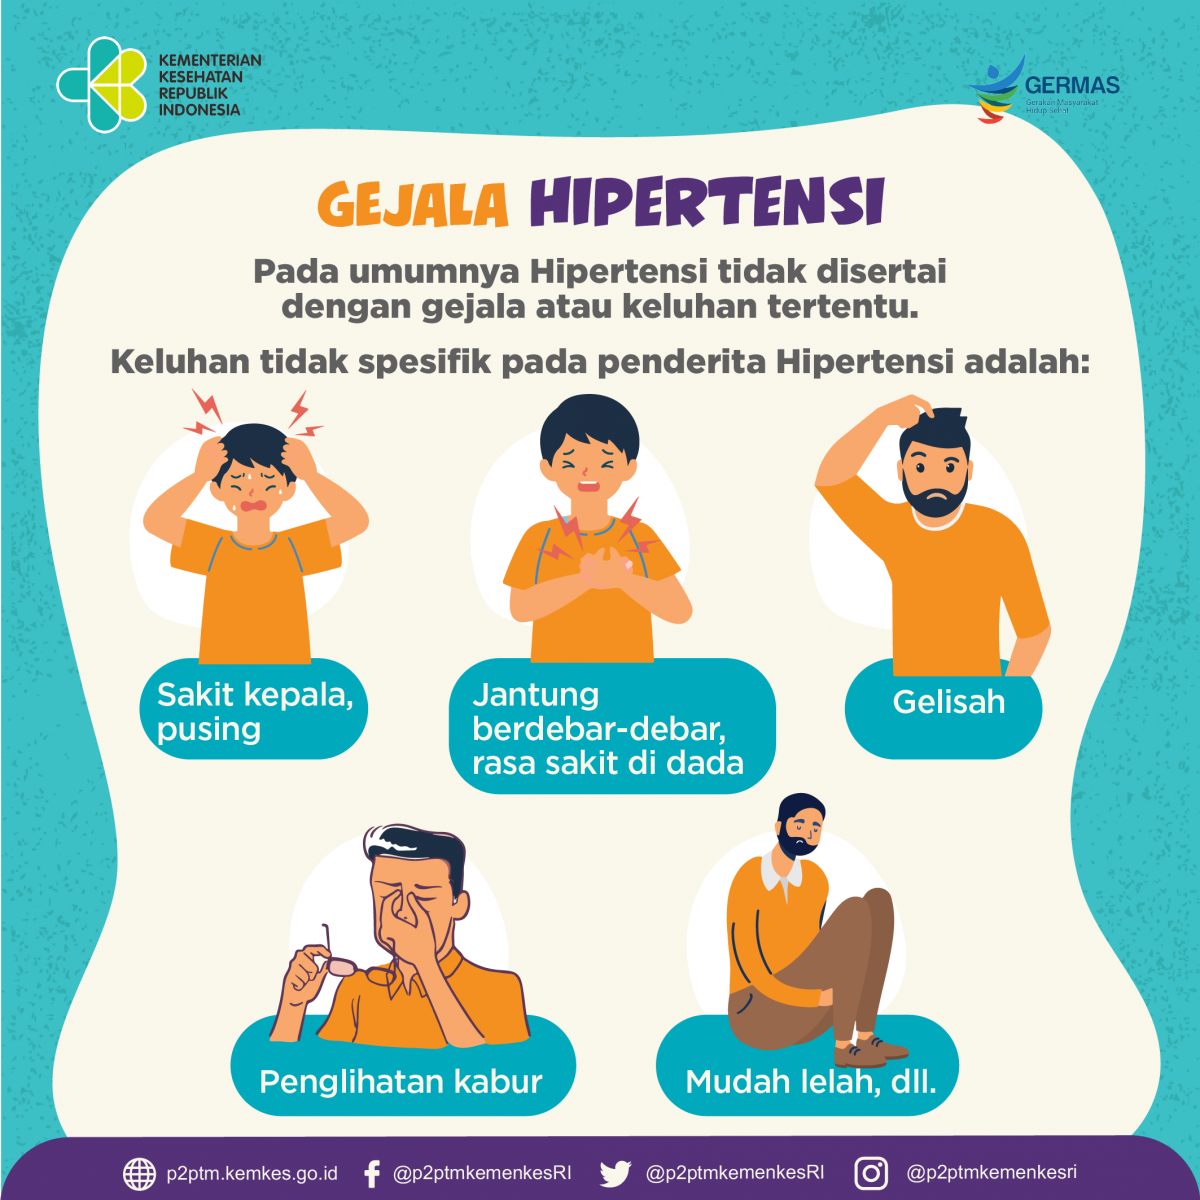 KEMENTERIAN
KESEHATAN
REPUBLIK
INDONESIA
GERMAS
Gerakan Masyarakat
Hidup Sehat
GEJALA HIPERTENSI
Pada umumnya Hipertensi tidak disertai
dengan gejala atau keluhan tertentu.
Keluhan tidak spesifik pada penderita Hipertensi adalah:
Sakit kepala,
pusing
Jantung
berdebar-debar,
rasa sakit di dada
Gelisah
Penglihatan kabur
Mudah lelah, dll.
p2ptm.kemkes.go.id @p2ptmkemenkesRI @p2ptmkemenkesRI @p2ptmkemenkesri